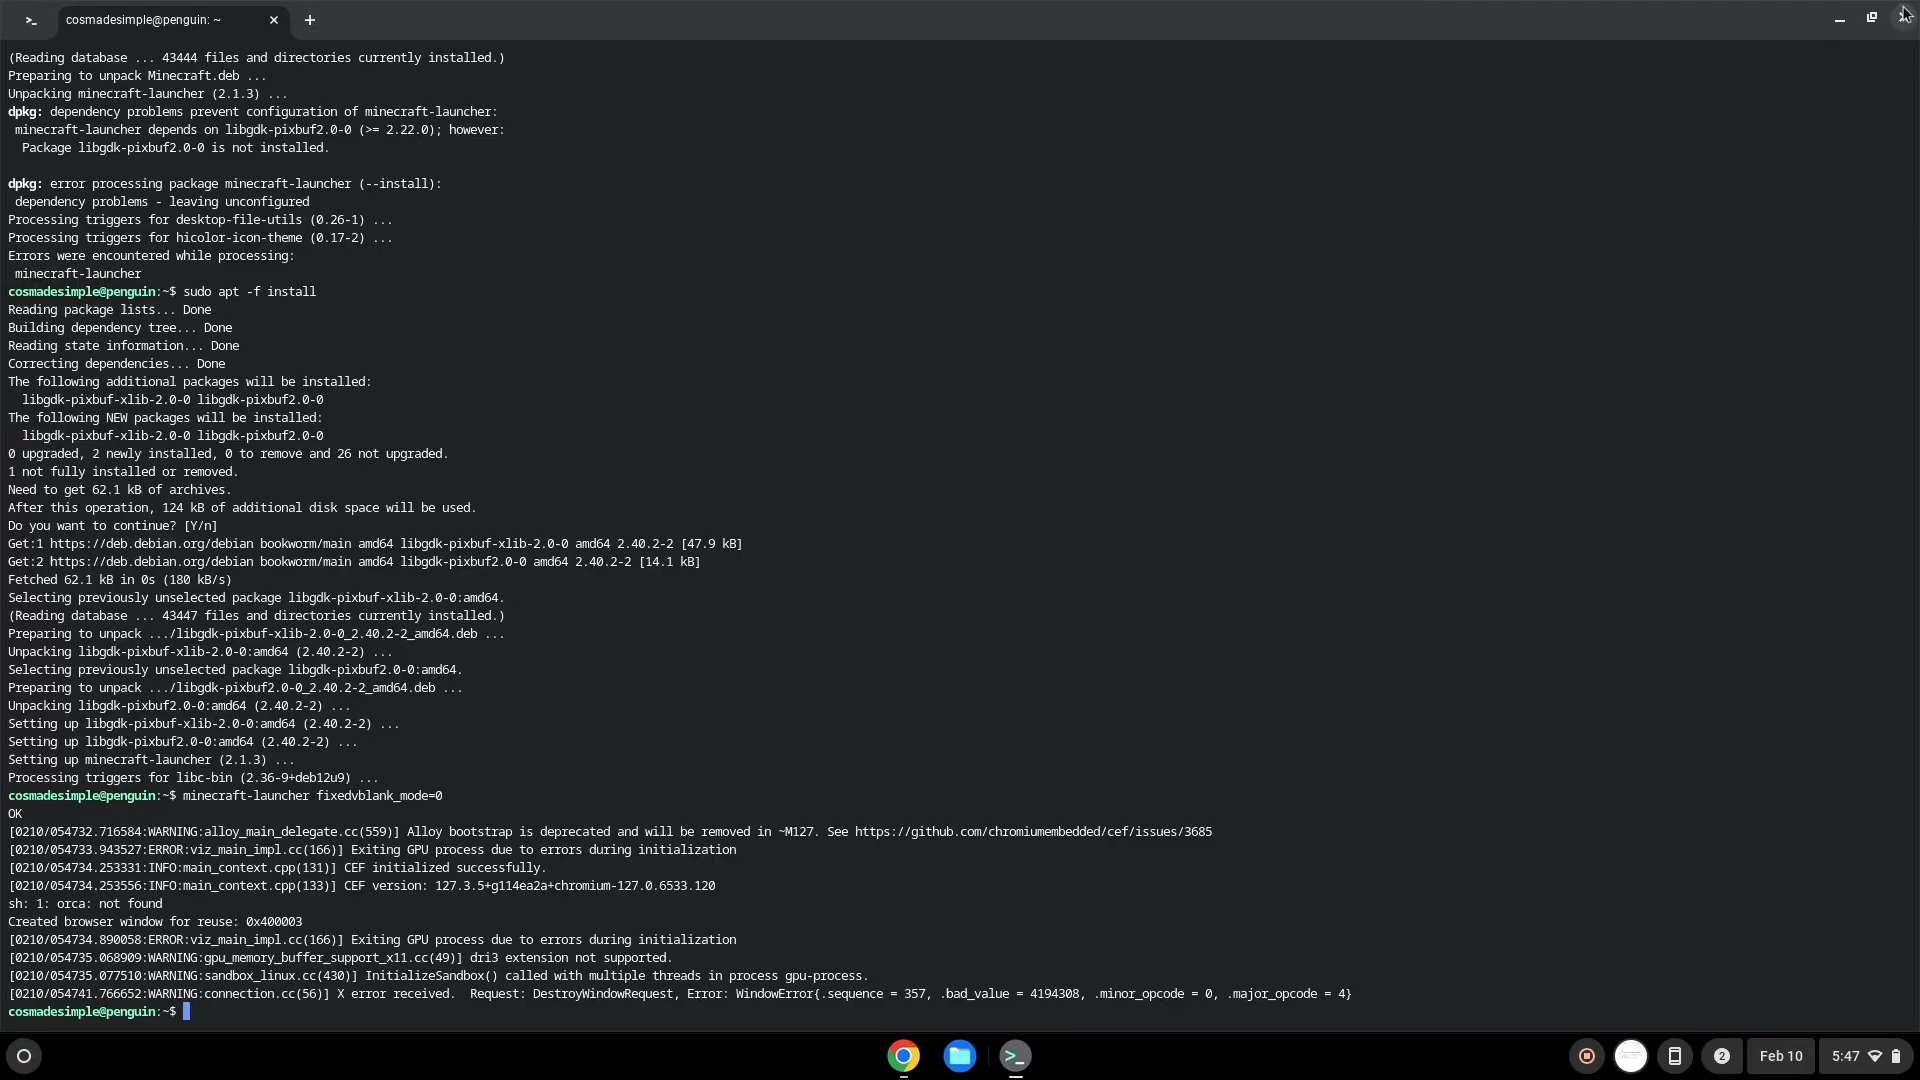 cosmadesimple@penguin: ~
(Reading database ... 43444 files and directories currently installed.)
Preparing to unpack Minecraft.deb ...
Unpacking minecraft-launcher (2.1.3) ...
dpkg: dependency problems prevent configuration of minecraft-launcher:
 minecraft-launcher depends on libgdk-pixbuf2.0-0 (>= 2.22.0); however:
  Package libgdk-pixbuf2.0-0 is not installed.

dpkg: error processing package minecraft-launcher (--install):
 dependency problems - leaving unconfigured
Processing triggers for desktop-file-utils (0.26-1) ...
Processing triggers for hicolor-icon-theme (0.17-2) ...
Errors were encountered while processing:
 minecraft-launcher
cosmadesimple@penguin:~$ sudo apt -f install
Reading package lists... Done
Building dependency tree... Done
Reading state information... Done
Correcting dependencies... Done
The following additional packages will be installed:
  libgdk-pixbuf-xlib-2.0-0 libgdk-pixbuf2.0-0
The following NEW packages will be installed:
  libgdk-pixbuf-xlib-2.0-0 libgdk-pixbuf2.0-0
0 upgraded, 2 newly installed, 0 to remove and 26 not upgraded.
1 not fully installed or removed.
Need to get 62.1 kB of archives.
After this operation, 124 kB of additional disk space will be used.
Do you want to continue? [Y/n]
Get:1 https://deb.debian.org/debian bookworm/main amd64 libgdk-pixbuf-xlib-2.0-0 amd64 2.40.2-2 [47.9 kB]
Get:2 https://deb.debian.org/debian bookworm/main amd64 libgdk-pixbuf2.0-0 amd64 2.40.2-2 [14.1 kB]
Fetched 62.1 kB in 0s (180 kB/s)
Selecting previously unselected package libgdk-pixbuf-xlib-2.0-0:amd64.
(Reading database ... 43447 files and directories currently installed.)
Preparing to unpack .../libgdk-pixbuf-xlib-2.0-0_2.40.2-2_amd64.deb ...
Unpacking libgdk-pixbuf-xlib-2.0-0:amd64 (2.40.2-2) ...
Selecting previously unselected package libgdk-pixbuf2.0-0:amd64.
Preparing to unpack .../libgdk-pixbuf2.0-0_2.40.2-2_amd64.deb ...
Unpacking libgdk-pixbuf2.0-0:amd64 (2.40.2-2) ...
Setting up libgdk-pixbuf-xlib-2.0-0:amd64 (2.40.2-2) ...
Setting up libgdk-pixbuf2.0-0:amd64 (2.40.2-2) ...
Setting up minecraft-launcher (2.1.3) ...
Processing triggers for libc-bin (2.36-9+deb12u9) ...
cosmadesimple@penguin:~$ minecraft-launcher fixedvblank_mode=0
OK
[0210/054732.716584:WARNING:alloy_main_delegate.cc(559)] Alloy bootstrap is deprecated and will be removed in ~M127. See https://github.com/chromiumembedded/cef/issues/3685
[0210/054733.943527:ERROR:viz_main_impl.cc(166)] Exiting GPU process due to errors during initialization
[0210/054734.253331:INFO:main_context.cpp(131)] CEF initialized successfully.
[0210/054734.253556:INFO:main_context.cpp(133)] CEF version: 127.3.5+g114ea2a+chromium-127.0.6533.120
sh: 1: orca: not found
Created browser window for reuse: 0x400003
[0210/054734.890058:ERROR:viz_main_impl.cc(166)] Exiting GPU process due to errors during initialization
[0210/054735.068909:WARNING:gpu_memory_buffer_support_x11.cc(49)] dri3 extension not supported.
[0210/054735.077510:WARNING:sandbox_linux.cc(430)] InitializeSandbox() called with multiple threads in process gpu-process.
[0210/054741.766652:WARNING:connection.cc(56)] X error received.  Request: DestroyWindowRequest, Error: WindowError{.sequence = 357, .bad_value = 4194308, .minor_opcode = 0, .major_opcode = 4}
cosmadesimple@penguin:~$
2 Feb 10 5:47